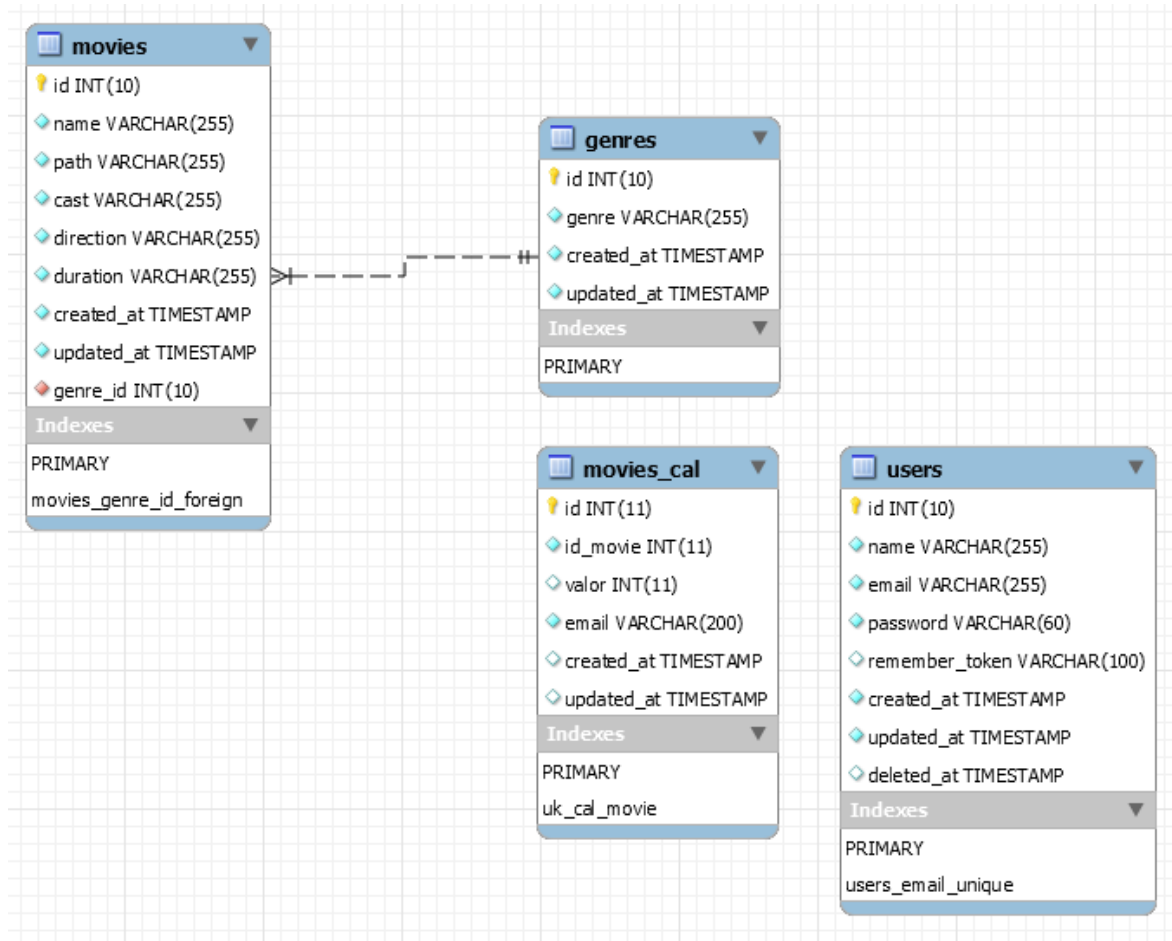 movies
id INT(10)
name VARCHAR(255)
path VARCHAR(255)
cast VARCHAR(255)
direction VARCHAR(255)
duration VARCHAR(255)
created_at TIMESTAMP
updated_at TIMESTAMP
genre_id INT(10)
Indexes
PRIMARY
movies_genre_id_foreign
genres
id INT(10)
genre VARCHAR(255)
created_at TIMESTAMP
updated_at TIMESTAMP
Indexes
PRIMARY
movies_cal
id INT(11)
id_movie INT(11)
valor INT(11)
email VARCHAR(200)
created_at TIMESTAMP
updated_at TIMESTAMP
Indexes
PRIMARY
uk_cal_movie
users
id INT(10)
name VARCHAR(255)
email VARCHAR(255)
password VARCHAR(60)
remember_token VARCHAR(100)
created_at TIMESTAMP
updated_at TIMESTAMP
deleted_at TIMESTAMP
Indexes
PRIMARY
users_email_unique